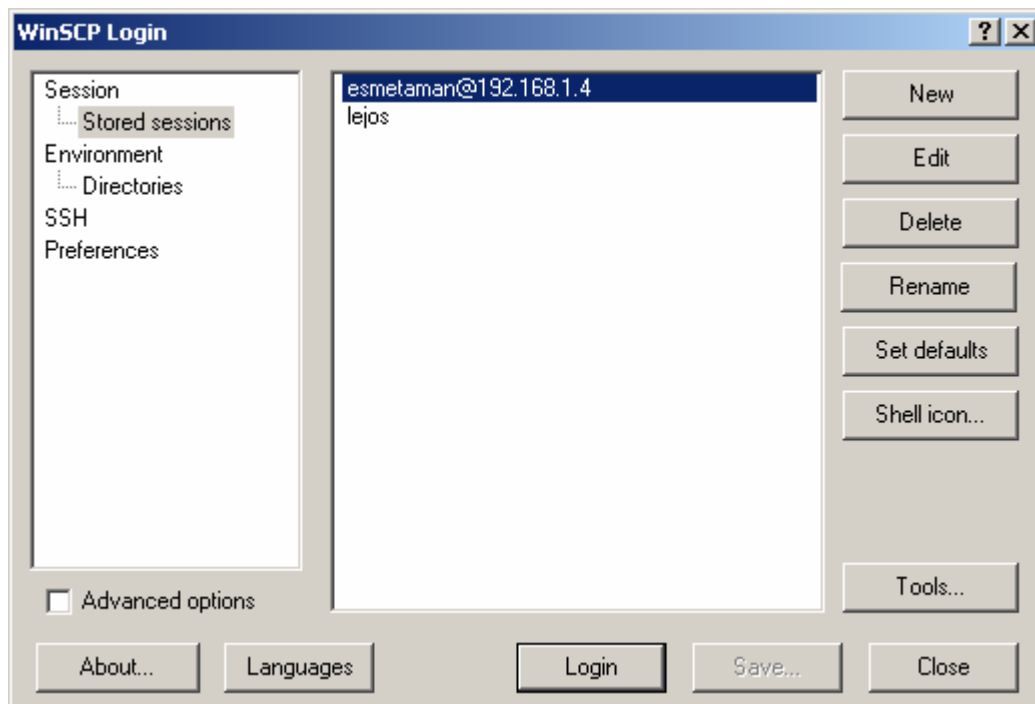 WinSCP Login
Session
Stored sessions
Environment
Directories
SSH
Preferences
Advanced options
esmetaman@192.168.1.4
lejos
New
Edit
Delete
Rename
Set defaults
Shell icon...
Tools...
About...
Languages
Login
Save...
Close